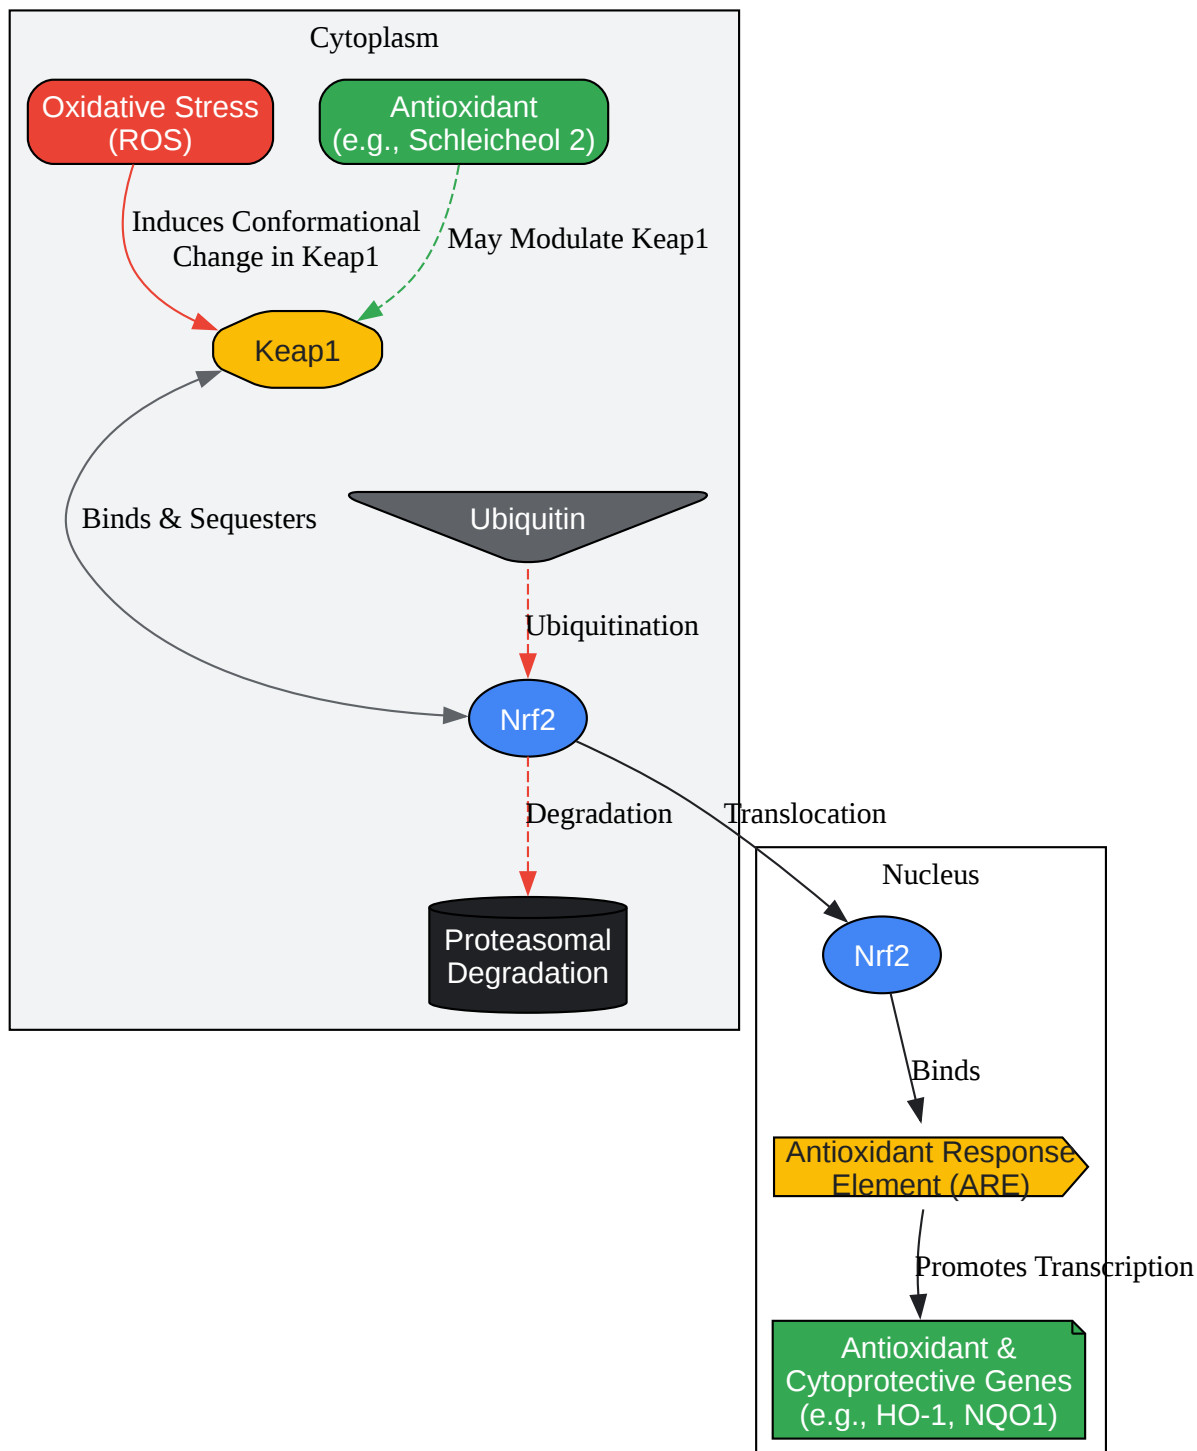 Cytoplasm
Oxidative Stress
(ROS)
Antioxidant
(e.g., Schleicheol 2)
Induces Conformational
Change in Keap1
May Modulate Keap1
Keap1
Binds & Sequesters
Ubiquitin
Ubiquitination
Nrf2
Degradation
Translocation
Proteasomal
Degradation
Nucleus
Nrf2
Binds
Antioxidant Response
Element (ARE)
Promotes Transcription
Antioxidant &
Cytoprotective Genes
(e.g., HO-1, NQO1)